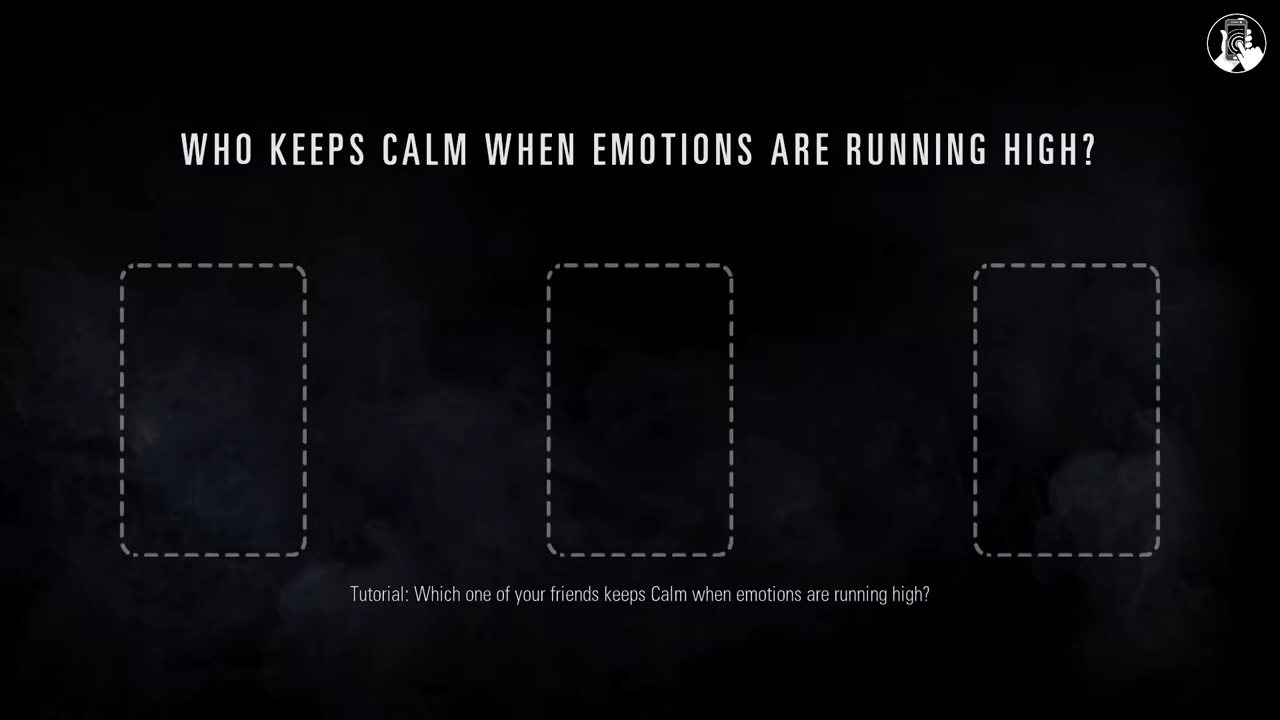 WHO KEEPS CALM WHEN EMOTIONS ARE RUNNING HIGH?
Tutorial: Which one of your friends keeps Calm when emotions are running high?